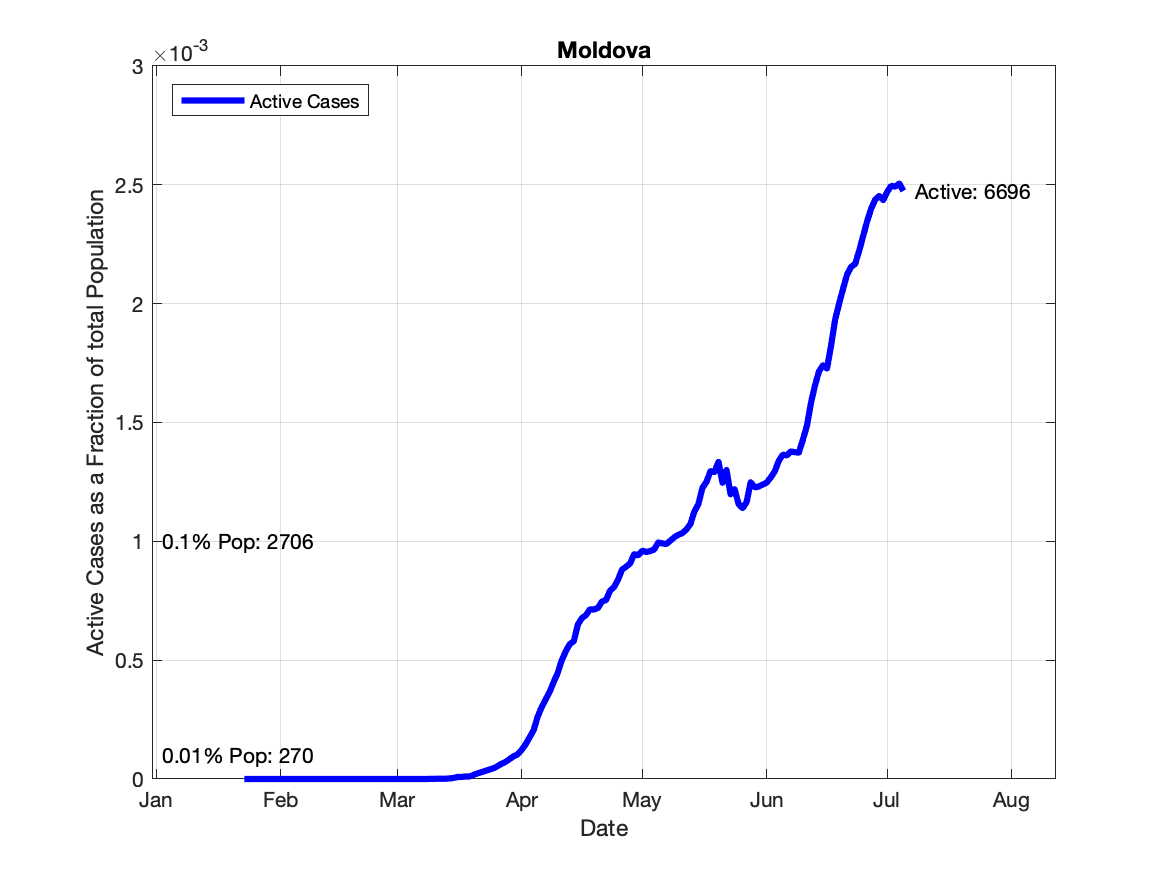 Moldova
×10-3
3
2.5
2
1.5
1
0.5
0
Active Cases
Active: 6696
0.1% Pop: 2706
0.01% Pop: 270
Active Cases as a Fraction of total Population
Jan Feb Mar Apr May Jun Jul Aug
Date